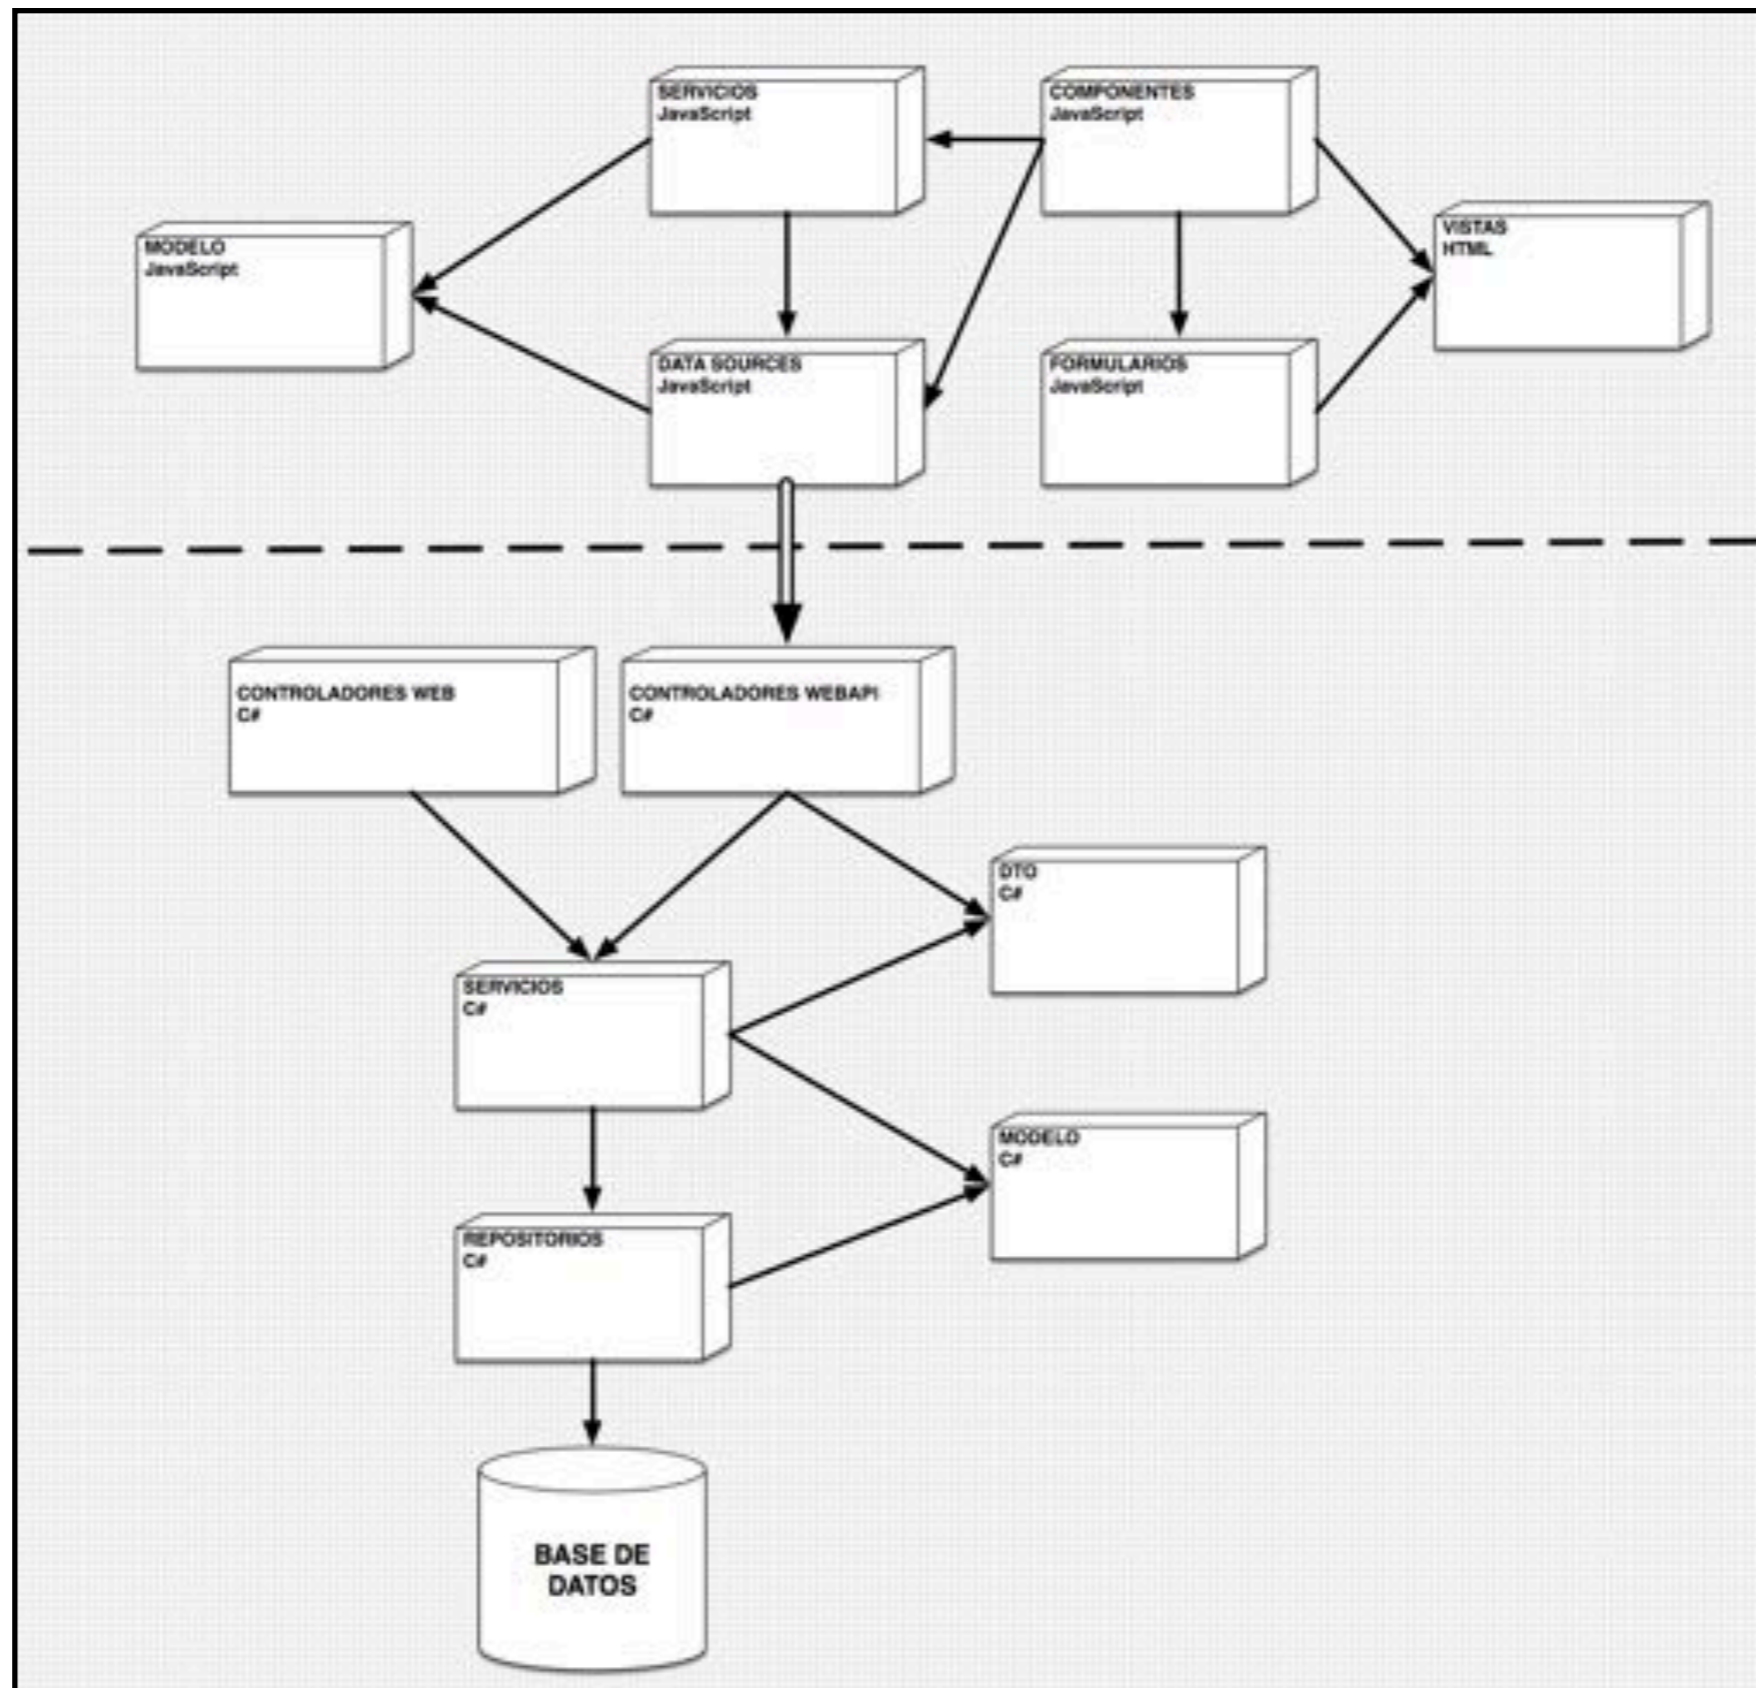 SERVICIOS
JavaScript
COMPONENTES
JavaScript
VISTAS
HTML
MODELO
JavaScript
DATA SOURCES
JavaScript
FORMULARIOS
JavaScript
CONTROLADORES WEB
C#
CONTROLADORES WEBAPI
C#
DTO
C#
SERVICIOS
C#
MODELO
C#
REPOSITORIOS
C#
BASE DE
DATOS